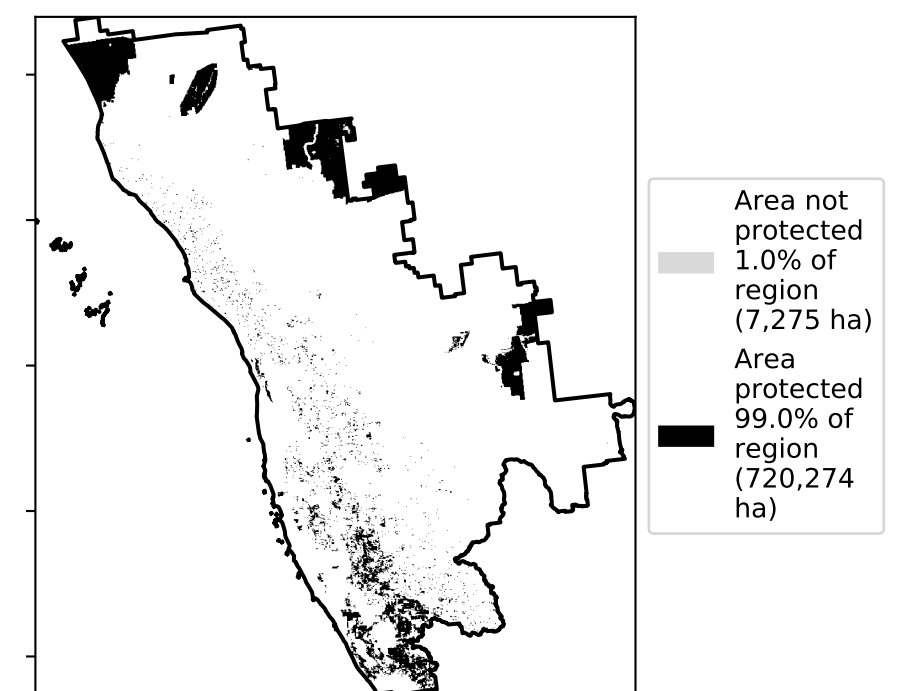 Area not
protected
1.0% of
region
(7,275 ha)
Area
protected
99.0% of
region
(720,274
ha)